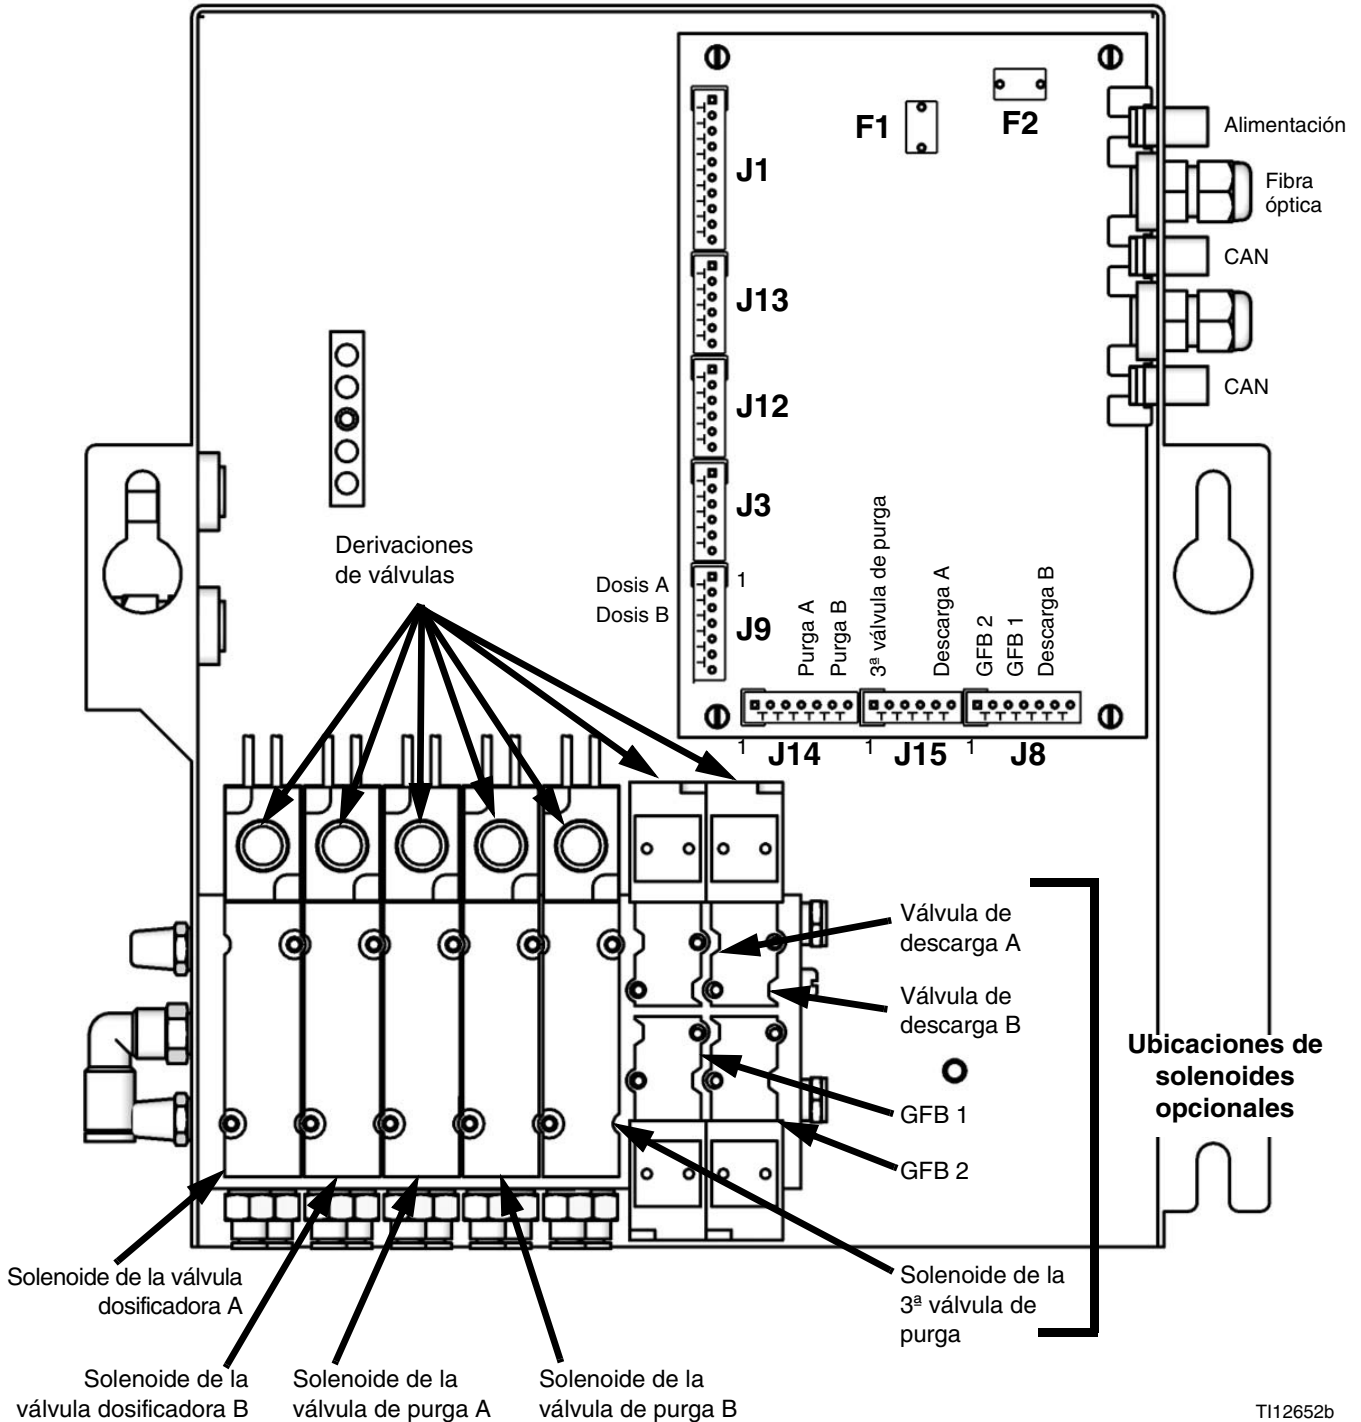 F1
F2
Alimentación
J1
Fibra
óptica
CAN
J13
CAN
J12
J3
Derivaciones
de válvulas
Dosis A
1
Dosis B
J9
Purga A
Purga B
3ª válvula de purga
Descarga A
GFB 2
GFB 1
Descarga B
1
J14
1
J15
1
J8
Válvula de
descarga A
Válvula de
descarga B
Ubicaciones de
solenoides
opcionales
GFB 1
GFB 2
Solenoide de la válvula
dosificadora A
Solenoide de la
3ª válvula de
purga
Solenoide de la
válvula dosificadora B
Solenoide de la
válvula de purga A
Solenoide de la
válvula de purga B
TI12652b